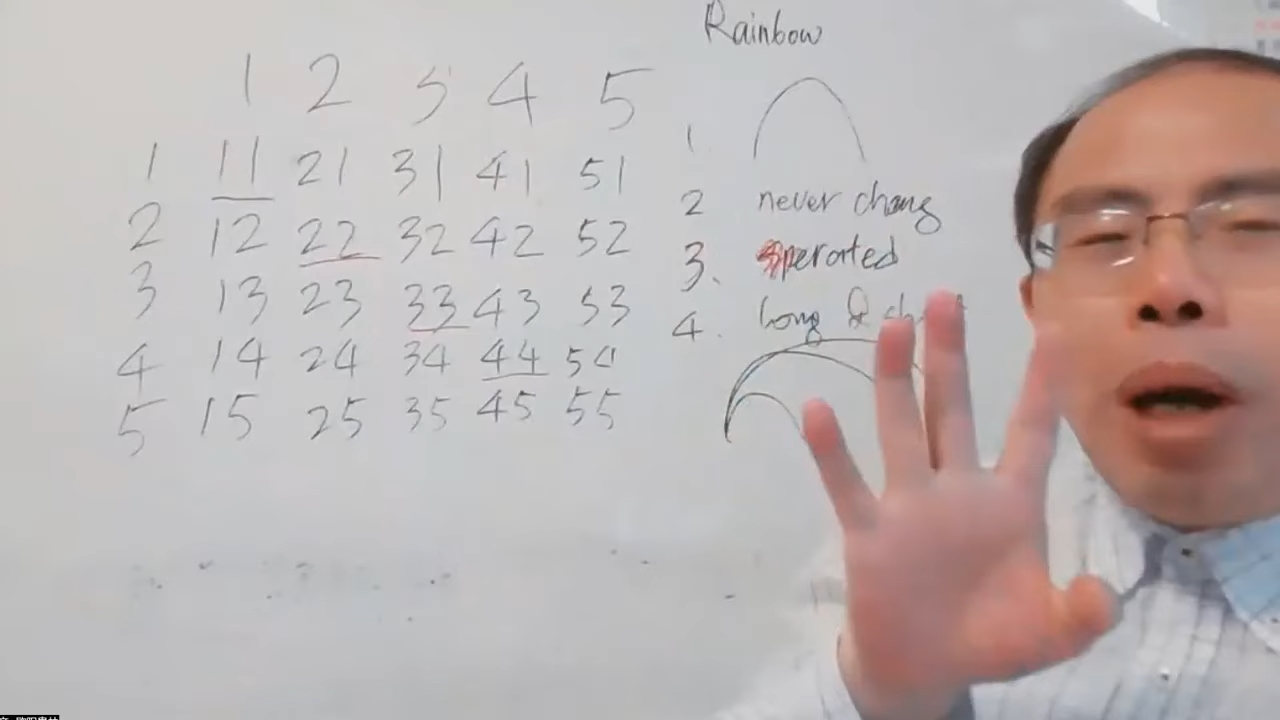 Rainbow
1 2 3 4 5
1 11 21 31 41 51
2 12 22 32 42 52
3 13 23 33 43 53
4 14 24 34 44 54
5 15 25 35 45 55
1
2 never chang
3. sperated
4. long &